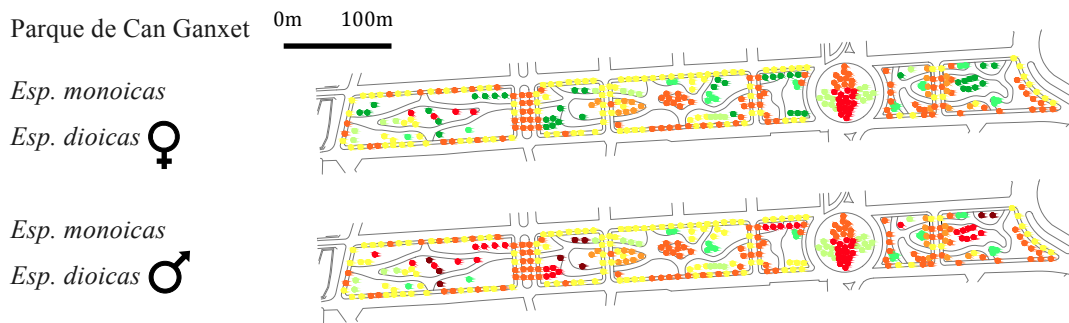 Parque de Can Ganxet
0m 100m
Esp. monoicas
Esp. dioicas ♀
Esp. monoicas
Esp. dioicas ♂